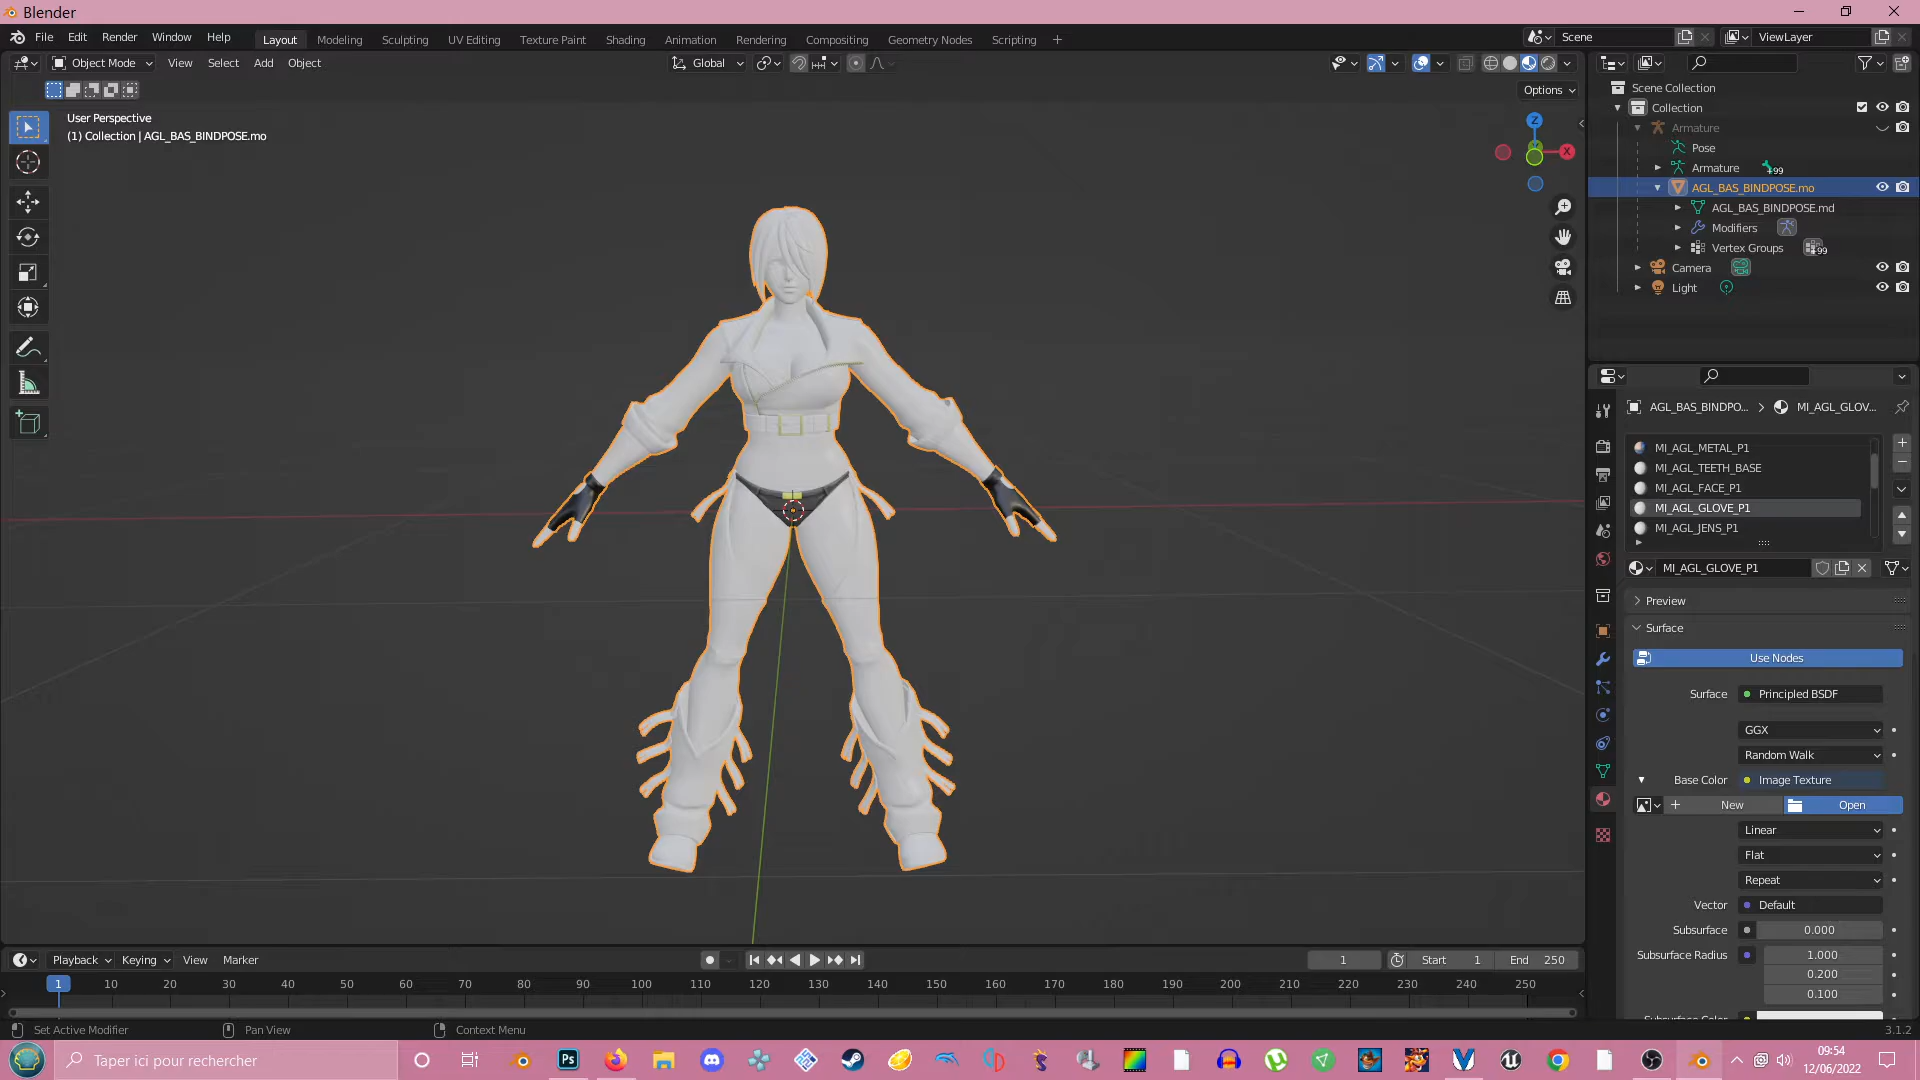 Blender
File Edit Render Window Help
Layout Modeling Sculpting UV Editing Texture Paint Shading Animation Rendering Compositing Geometry Nodes Scripting +
Scene
ViewLayer
Object Mode View Select Add Object
Global
Options
User Perspective
(1) Collection | AGL_BAS_BINDPOSE.mo
Z
X
Scene Collection
Collection
Armature
Pose
Armature
99
AGL_BAS_BINDPOSE.mo
AGL_BAS_BINDPOSE.md
Modifiers
Vertex Groups
99
Camera
Light
AGL_BAS_BINDPO... > MI_AGL_GLOV...
MI_AGL_METAL_P1
MI_AGL_TEETH_BASE
MI_AGL_FACE_P1
MI_AGL_GLOVE_P1
MI_AGL_JENS_P1
MI_AGL_GLOVE_P1
Preview
Surface
Use Nodes
Surface Principled BSDF
GGX
Random Walk
Base Color Image Texture
New Open
Linear
Flat
Repeat
Vector Default
Subsurface 0.000
Subsurface Radius 1.000
0.200
0.100
Subsurface Color
Playback Keying View Marker
1 Start 1 End 250
1 10 20 30 40 50 60 70 80 90 100 110 120 130 140 150 160 170 180 190 200 210 220 230 240 250
Set Active Modifier Pan View Context Menu
3.1.2
Taper ici pour rechercher
Ps
09:54
12/06/2022